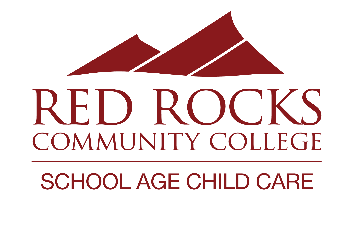 RED ROCKS
COMMUNITY COLLEGE
SCHOOL AGE CHILD CARE